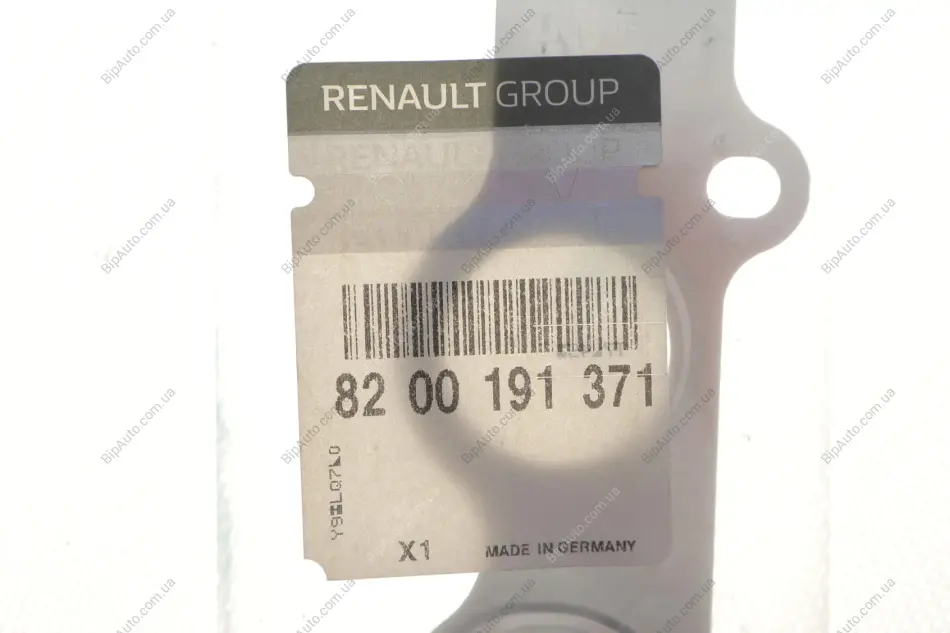 RENAULT GROUP
82 00 191 371
X1
MADE IN GERMANY
BipAuto.com.ua